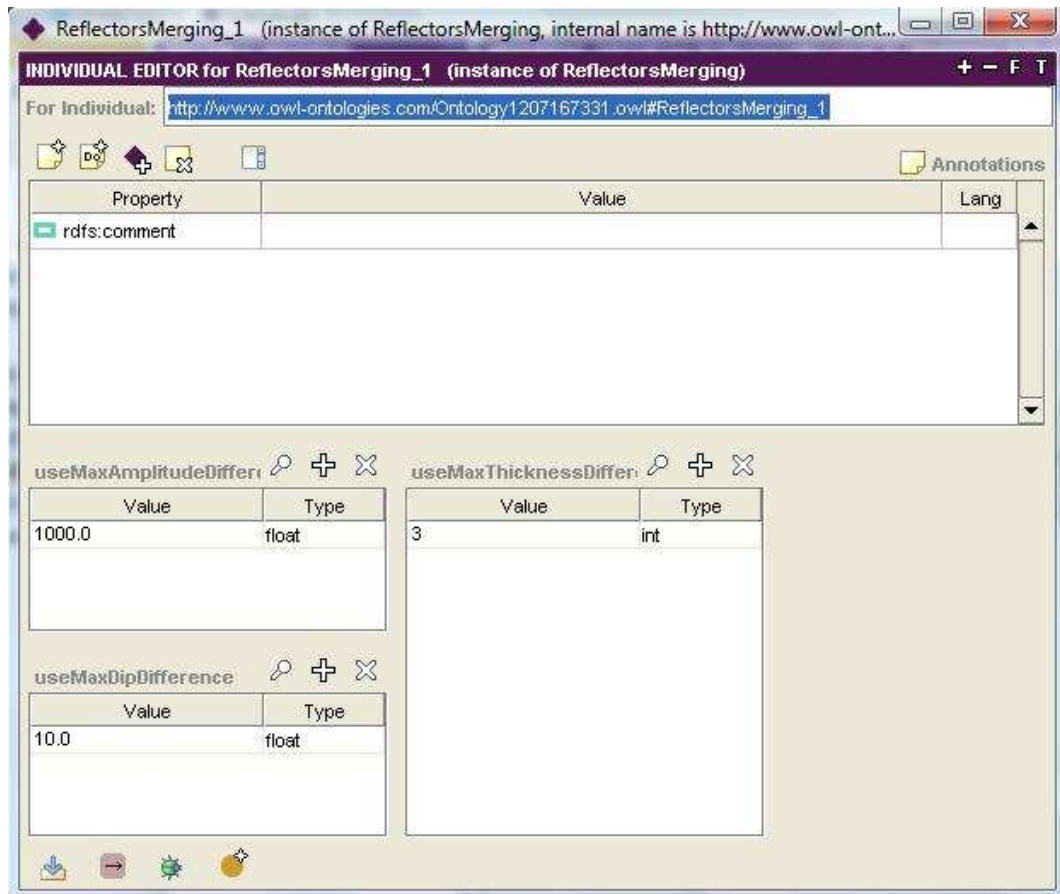 ReflectorsMerging_1 (instance of ReflectorsMerging, internal name is http://www.owl-ont...
INDIVIDUAL EDITOR for ReflectorsMerging_1 (instance of ReflectorsMerging) + - F T
For Individual: http://www.owl-ontologies.com/Ontology1207167331.owl#ReflectorsMerging_1
Annotations
Property Value Lang
rdfs:comment
useMaxAmplitudeDiffere
Value Type
1000.0 float
useMaxThicknessDiffer
Value Type
3 int
useMaxDipDifference
Value Type
10.0 float